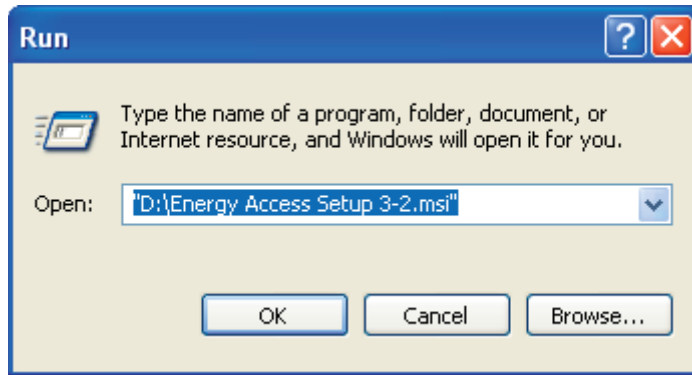 Run
Type the name of a program, folder, document, or
Internet resource, and Windows will open it for you.
Open: "D:\Energy Access Setup 3-2.msi"
OK Cancel Browse...